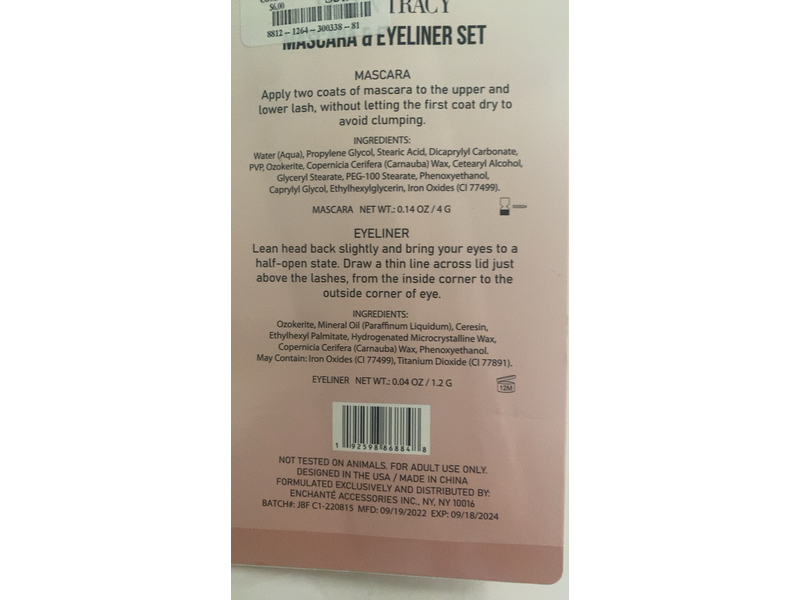 $6.00
8812-1264-300338-81
TRACY
MASCARA & EYELINER SET
MASCARA
Apply two coats of mascara to the upper and
lower lash, without letting the first coat dry to
avoid clumping.
INGREDIENTS:
Water (Aqua), Propylene Glycol, Stearic Acid, Dicaprylyl Carbonate,
PVP, Ozokerite, Copernicia Cerifera (Carnauba) Wax, Cetearyl Alcohol,
Glyceryl Stearate, PEG-100 Stearate, Phenoxyethanol,
Caprylyl Glycol, Ethylhexylglycerin, Iron Oxides (CI 77499).
MASCARA NET WT.: 0.14 OZ / 4 G
EYELINER
Lean head back slightly and bring your eyes to a
half-open state. Draw a thin line across lid just
above the lashes, from the inside corner to the
outside corner of eye.
INGREDIENTS:
Ozokerite, Mineral Oil (Paraffinum Liquidum), Ceresin,
Ethylhexyl Palmitate, Hydrogenated Microcrystalline Wax,
Copernicia Cerifera (Carnauba) Wax, Phenoxyethanol.
May Contain: Iron Oxides (CI 77499), Titanium Dioxide (CI 77891).
EYELINER NET WT.: 0.04 OZ / 1.2 G
12M
1 92598 86884 8
NOT TESTED ON ANIMALS. FOR ADULT USE ONLY.
DESIGNED IN THE USA / MADE IN CHINA
FORMULATED EXCLUSIVELY AND DISTRIBUTED BY:
ENCHANTÉ ACCESSORIES INC., NY, NY 10016
BATCH#: JBF C1-220815 MFD: 09/19/2022 EXP: 09/18/2024